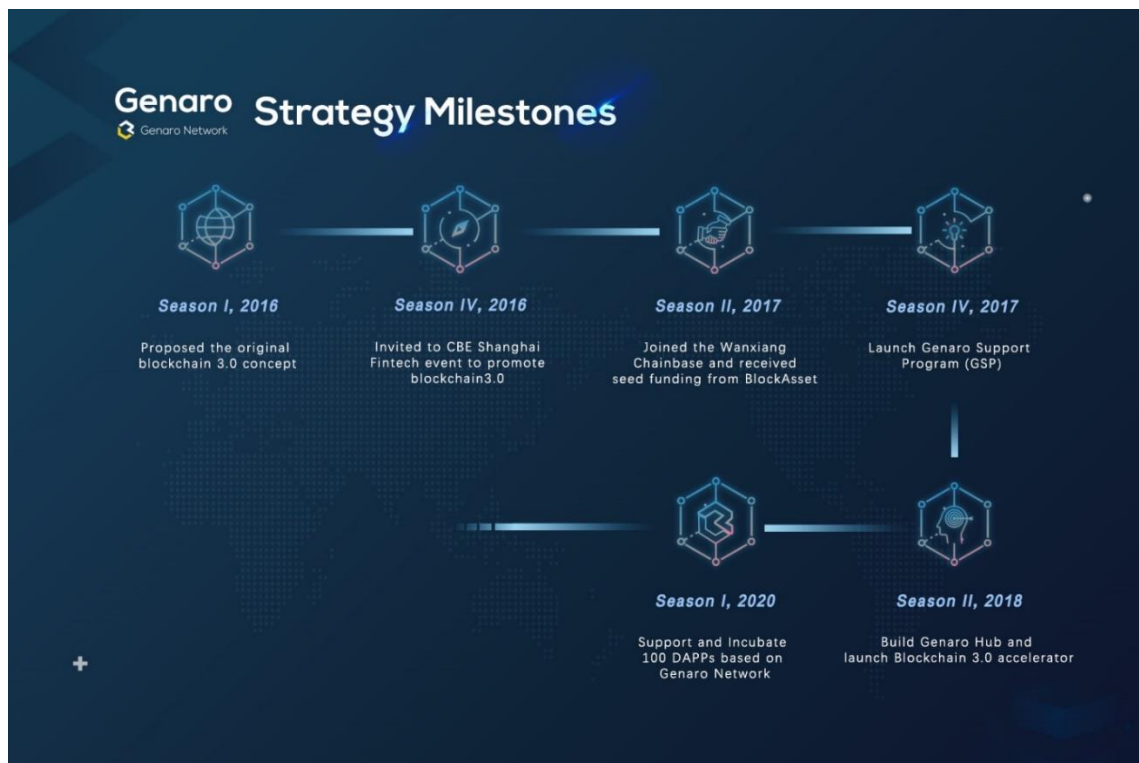 Genaro
Genaro Network
Strategy Milestones
Season I, 2016
Proposed the original
blockchain 3.0 concept
Season IV, 2016
Invited to CBE Shanghai
Fintech event to promote
blockchain3.0
Season II, 2017
Joined the Wanxiang
Chainbase and received
seed funding from BlockAsset
Season IV, 2017
Launch Genaro Support
Program (GSP)
Season II, 2018
Build Genaro Hub and
launch Blockchain 3.0 accelerator
Season I, 2020
Support and Incubate
100 DAPPs based on
Genaro Network